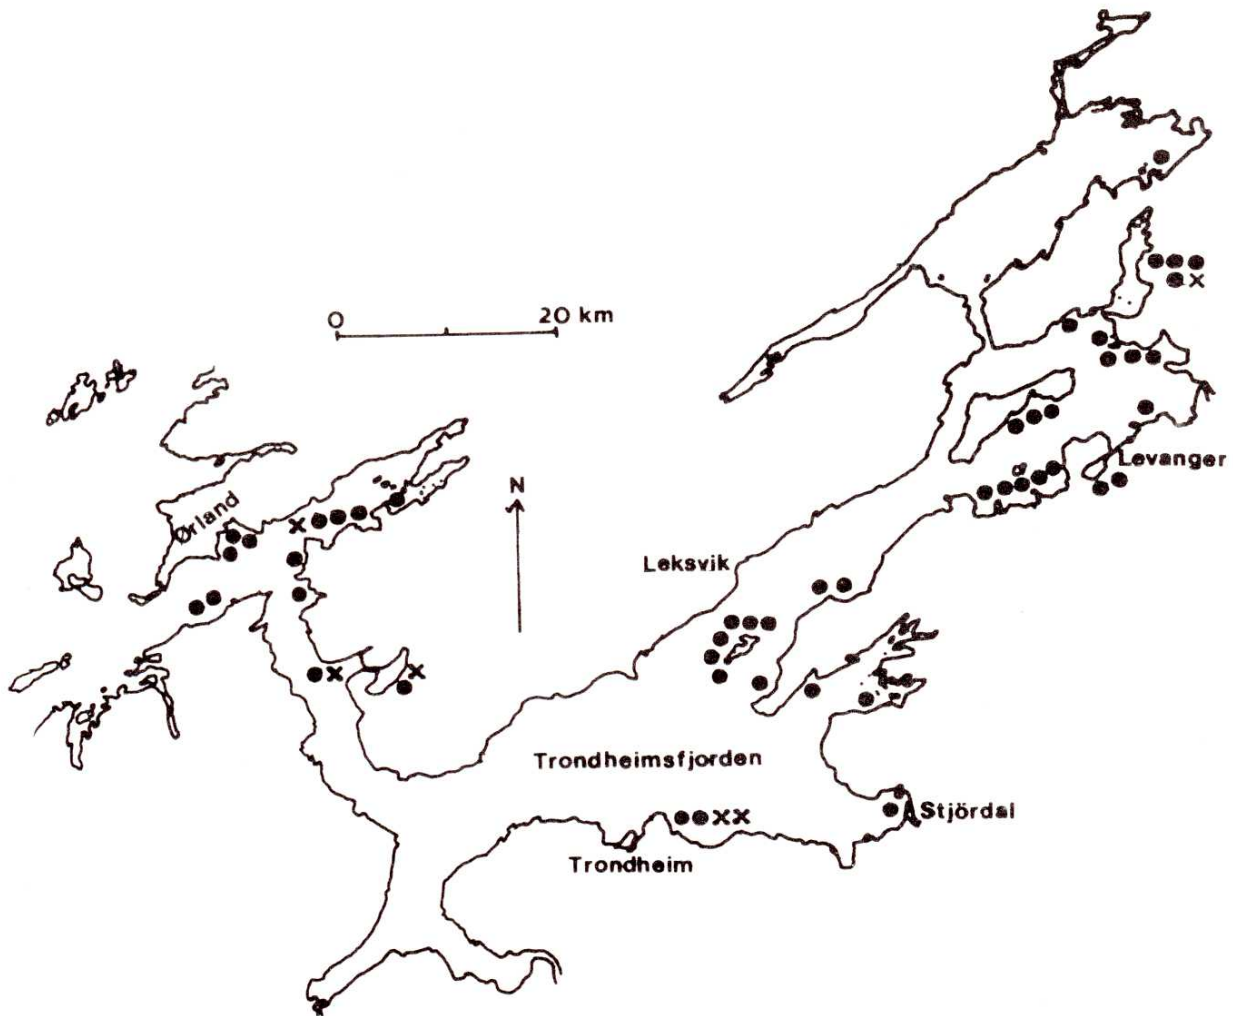 0 20 km
N
Ørland
Levanger
Leksvik
Trondheimsfjorden
Stjördal
Trondheim